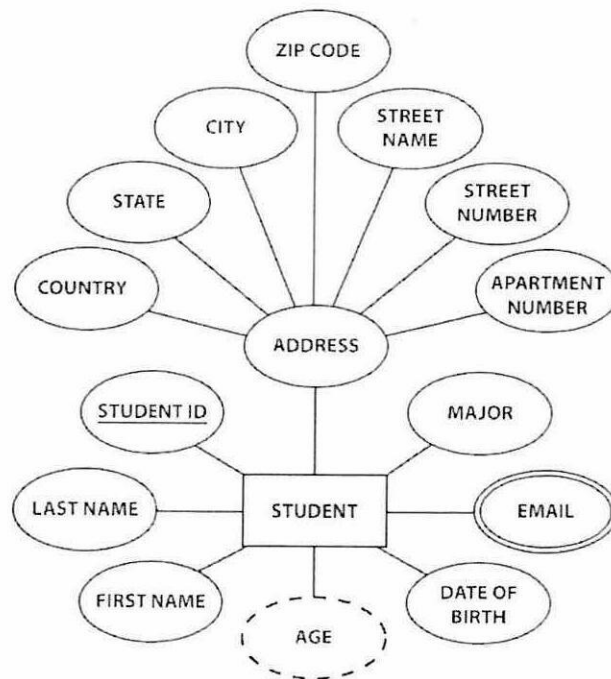 ZIP CODE
CITY
STREET
NAME
STATE
STREET
NUMBER
COUNTRY
APARTMENT
NUMBER
ADDRESS
STUDENT ID
MAJOR
LAST NAME
STUDENT
EMAIL
FIRST NAME
DATE OF
BIRTH
AGE